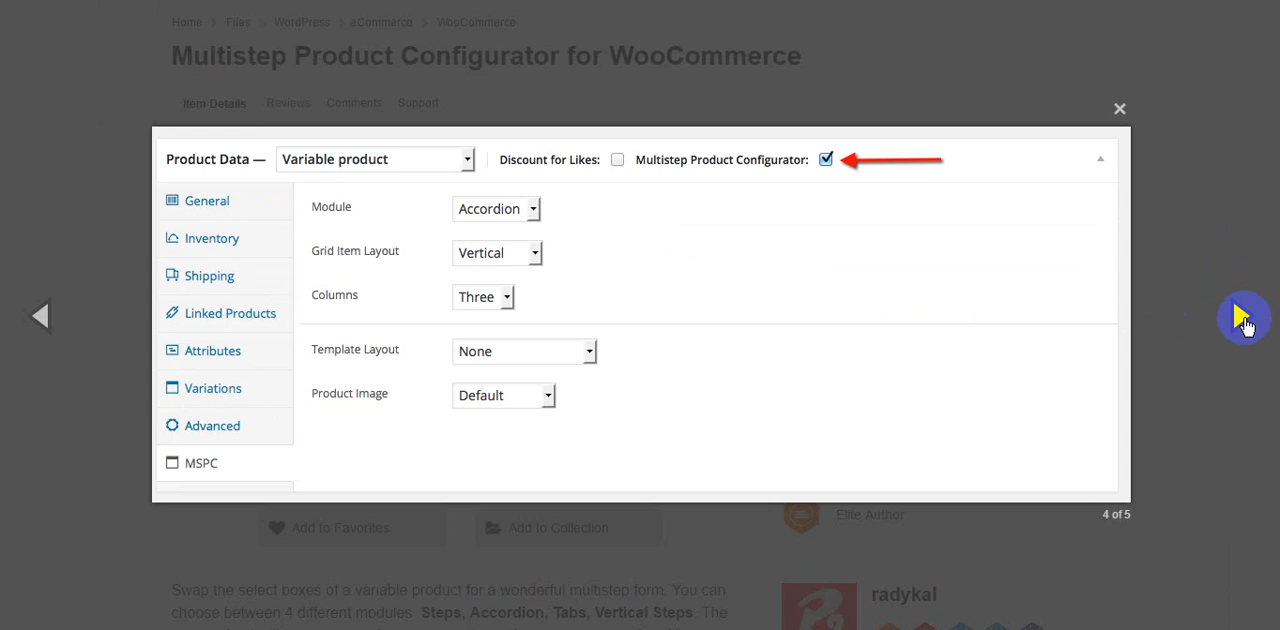 Home > Files > WordPress > eCommerce > WooCommerce
Multistep Product Configurator for WooCommerce
Item Details Reviews Comments Support
×
Product Data — Variable product Discount for Likes: Multistep Product Configurator:
General
Inventory
Shipping
Linked Products
Attributes
Variations
Advanced
MSPC
Module Accordion
Grid Item Layout Vertical
Columns Three
Template Layout None
Product Image Default
4 of 5
Add to Favorites Add to Collection
Elite Author
Swap the select boxes of a variable product for a wonderful multistep form. You can
choose between 4 different modules Steps, Accordion, Tabs, Vertical Steps The
radykal